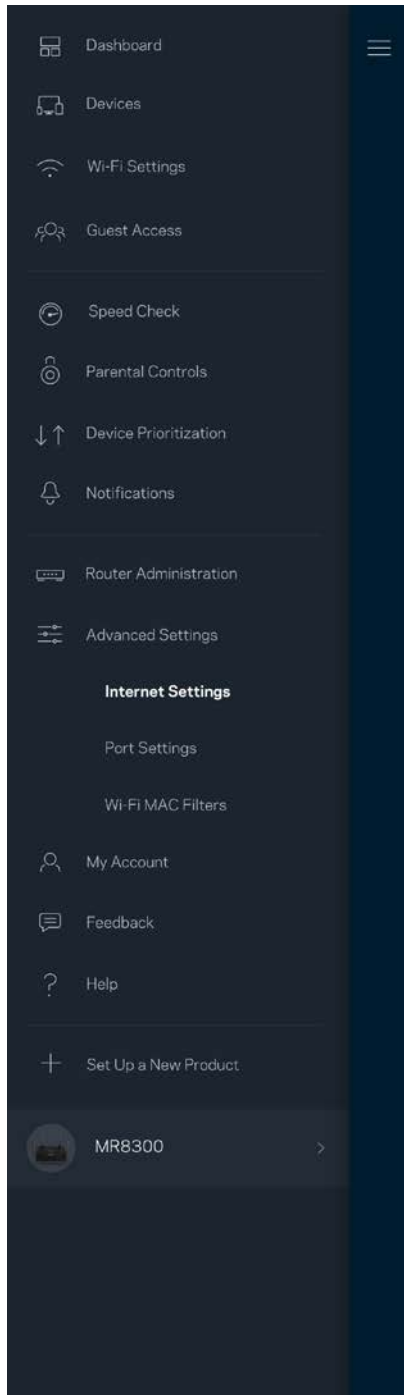 Dashboard
Devices
Wi-Fi Settings
Guest Access
Speed Check
Parental Controls
Device Prioritization
Notifications
Router Administration
Advanced Settings
Internet Settings
Port Settings
Wi-Fi MAC Filters
My Account
Feedback
Help
Set Up a New Product
MR8300